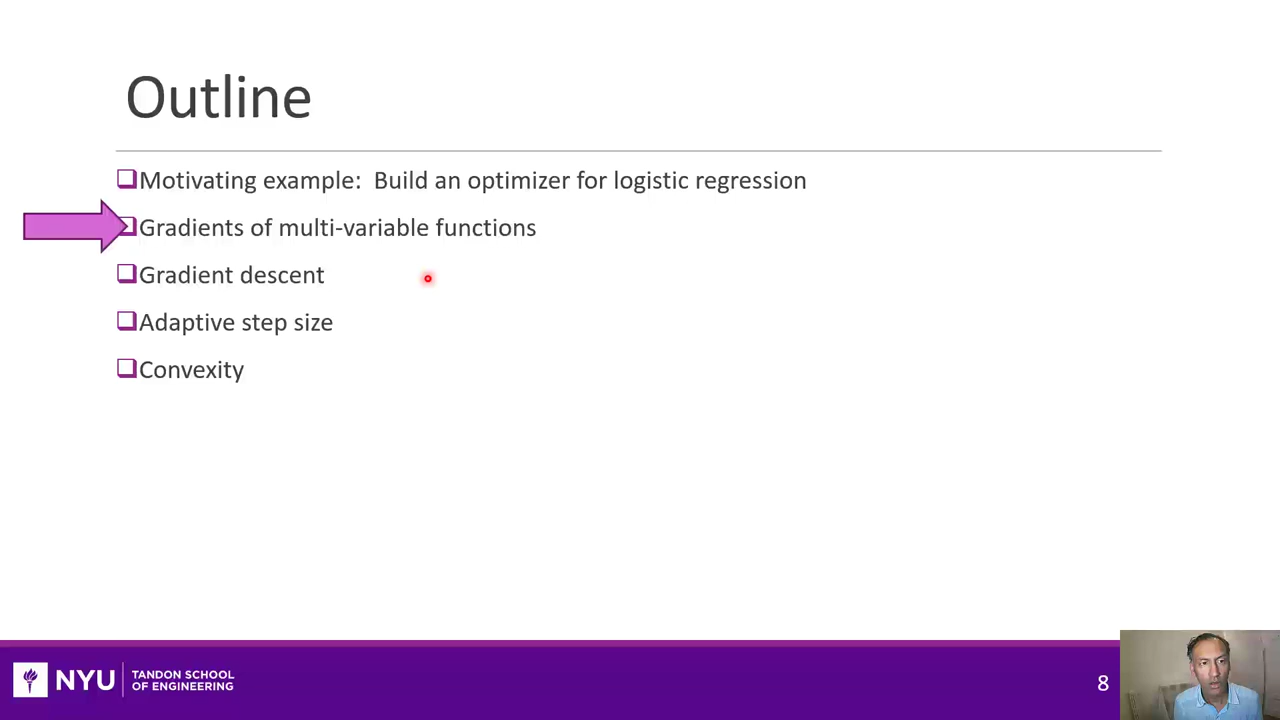 Outline
Motivating example: Build an optimizer for logistic regression
Gradients of multi-variable functions
Gradient descent
Adaptive step size
Convexity
NYU
TANDON SCHOOL
OF ENGINEERING
8